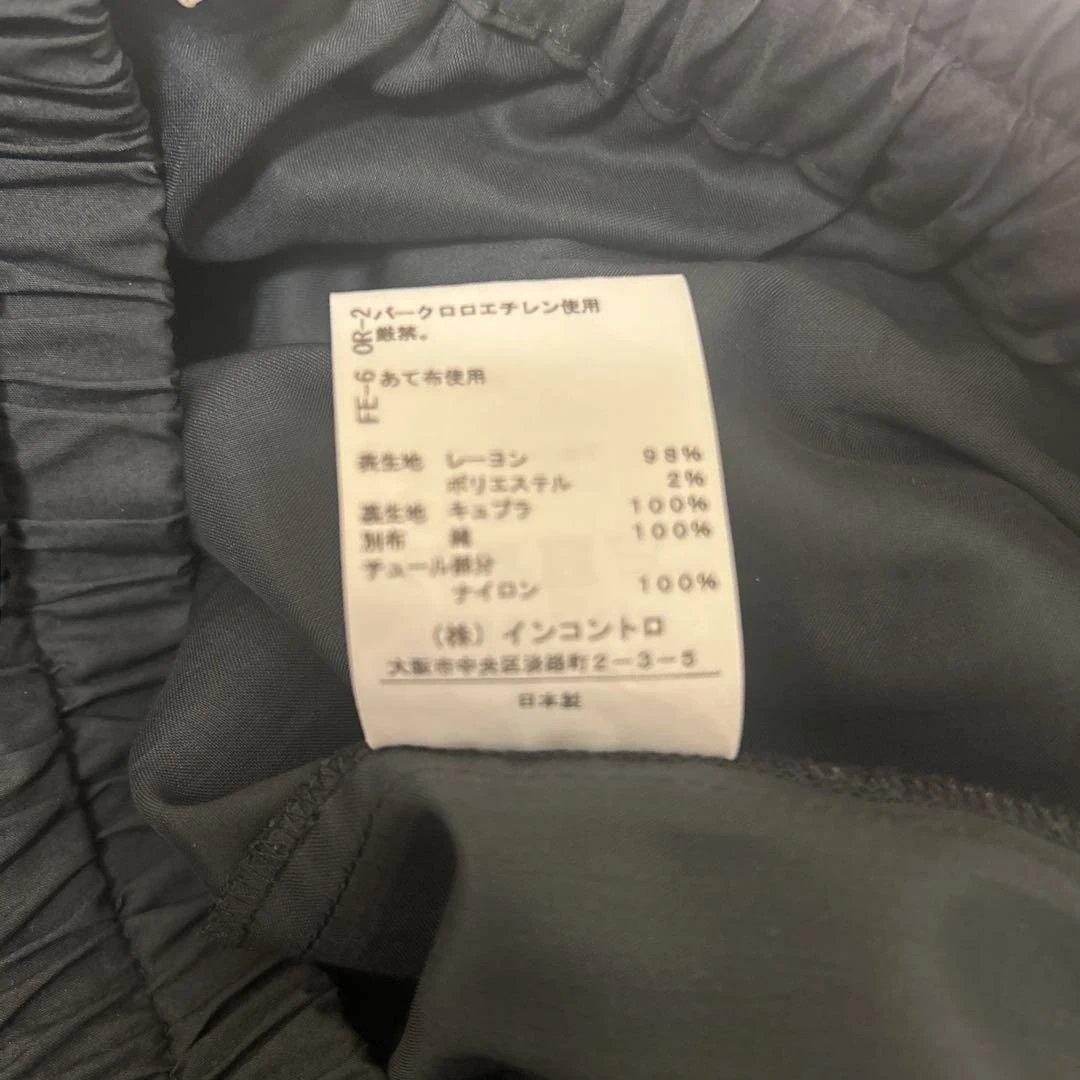 OR-2
パークロロエチレン使用
厳禁。
FE-6
あて布使用
表生地 レーヨン 98%
ポリエステル 2%
裏生地 キュプラ 100%
別布 綿 100%
チュール部分
ナイロン 100%
(株)インコントロ
大阪市中央区淡路町2-3-5
日本製